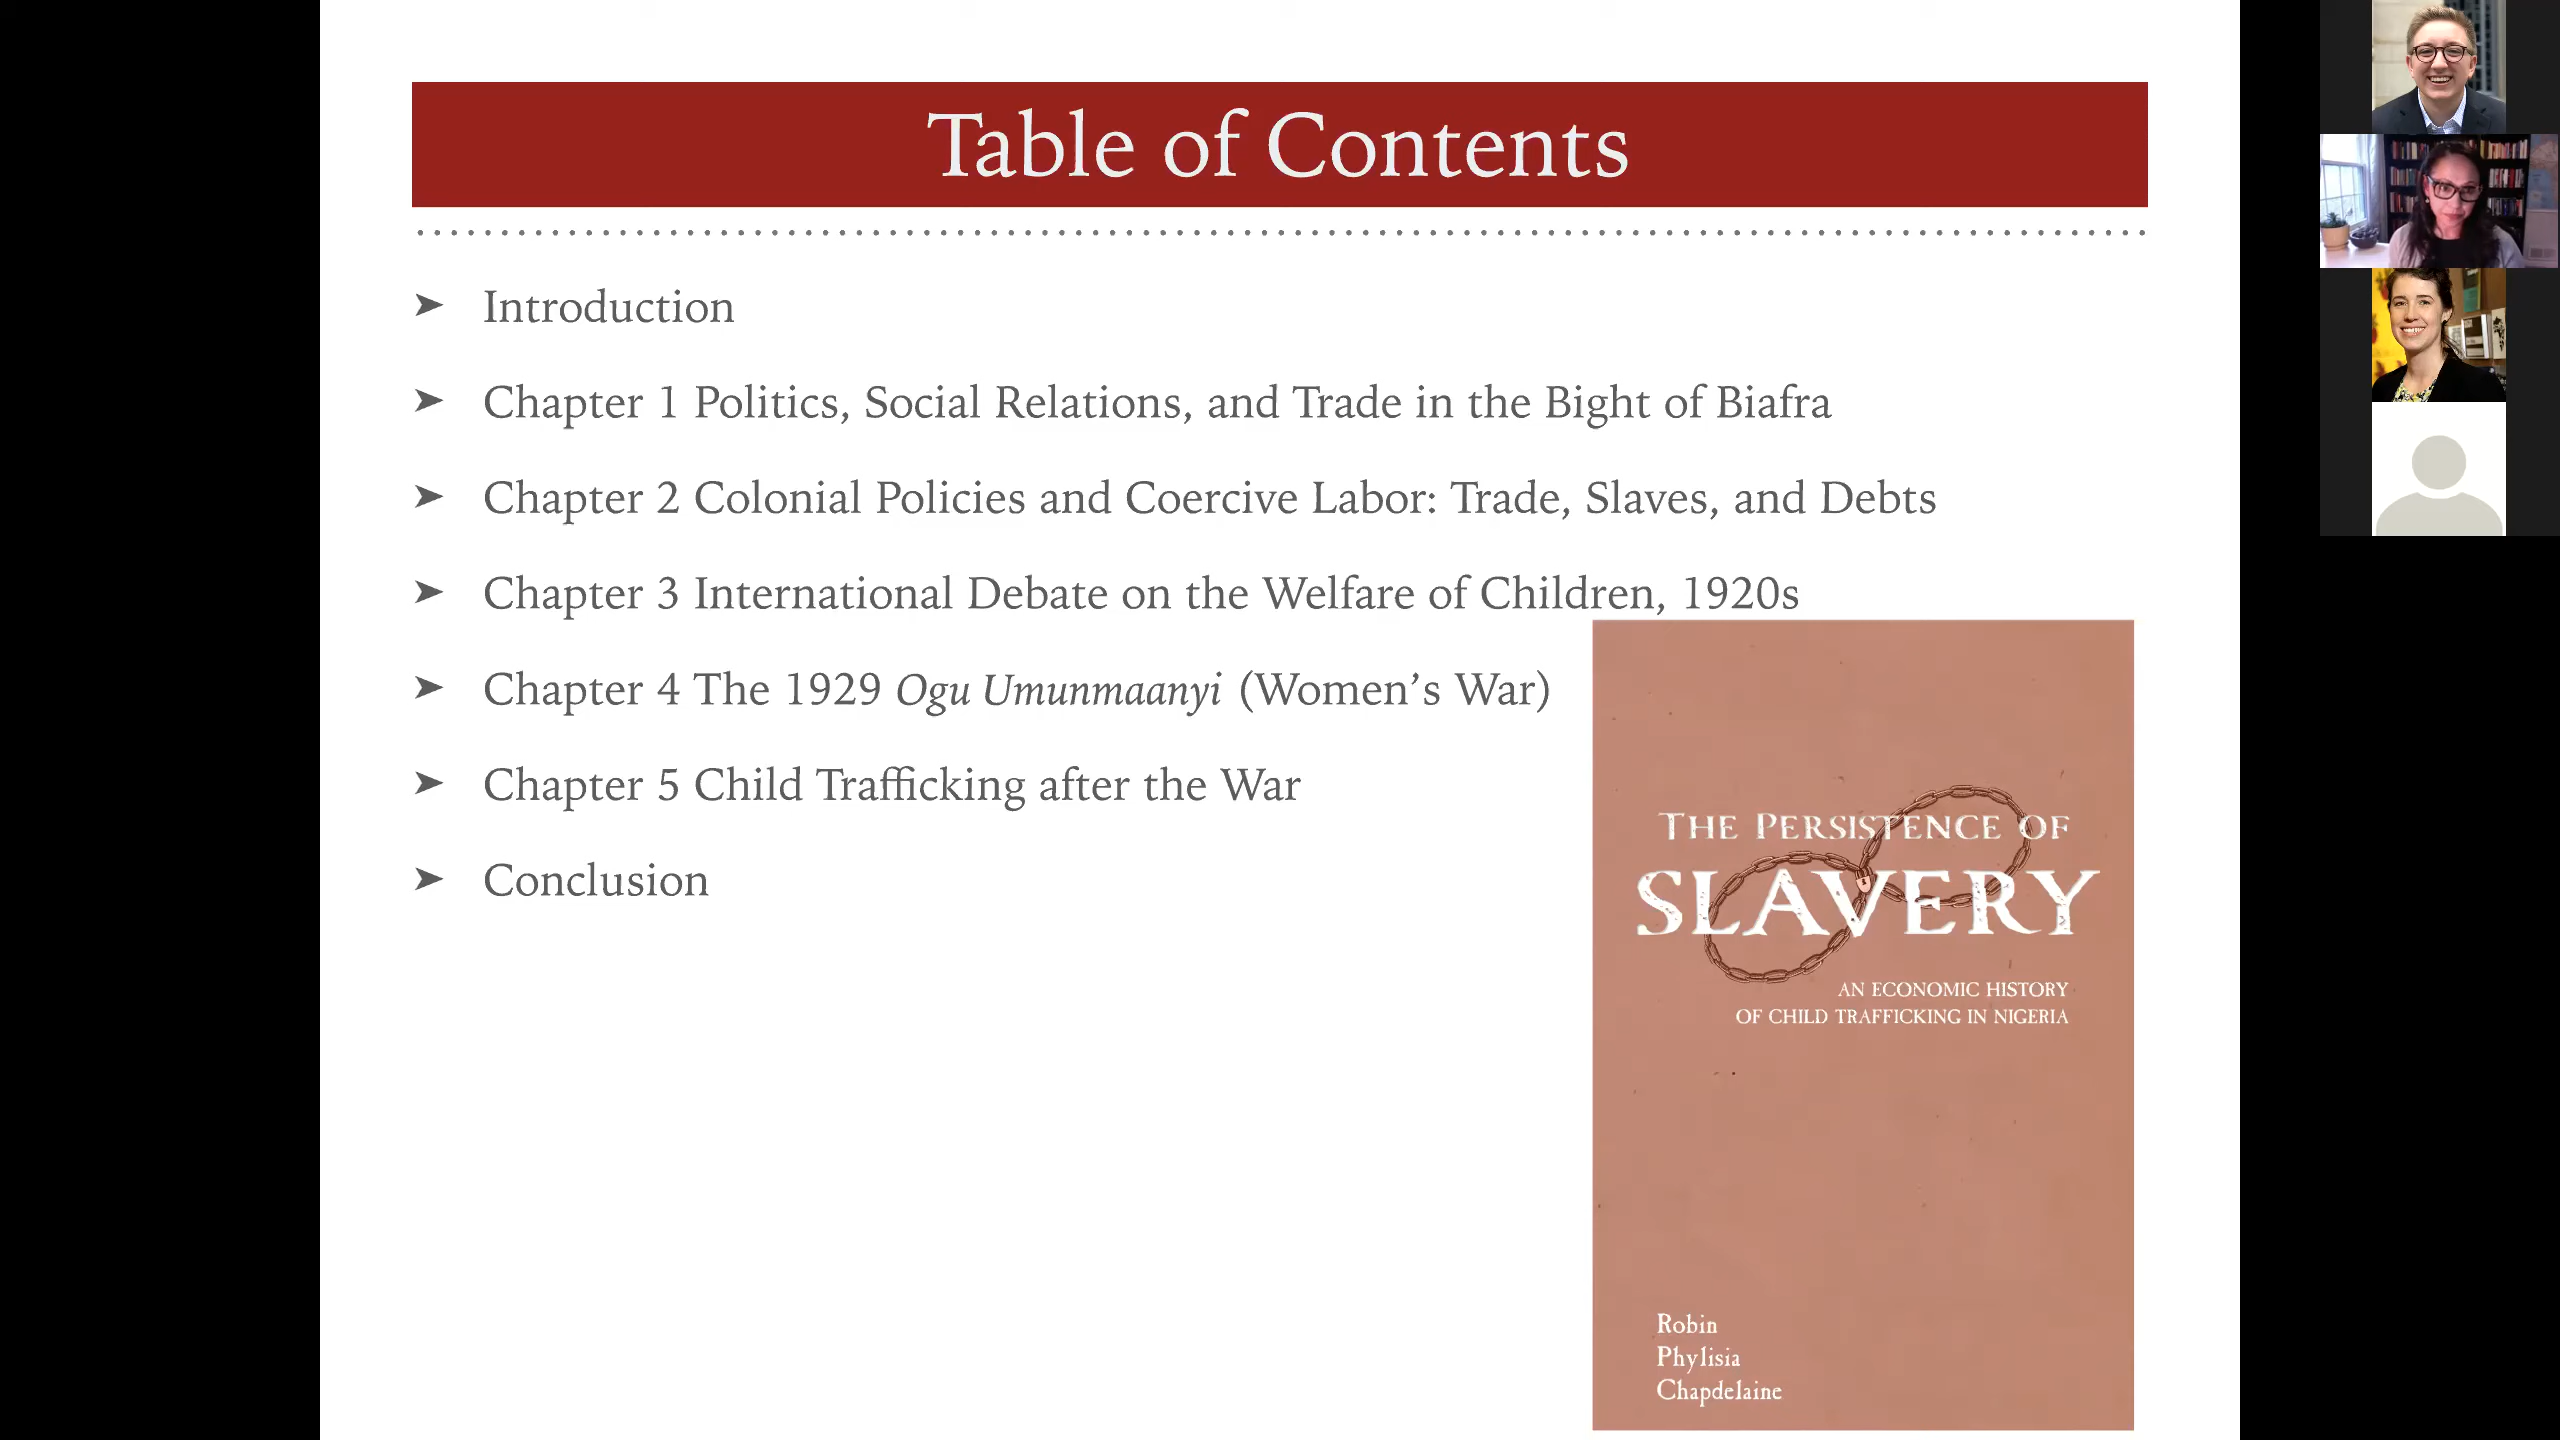 Table of Contents
➤ Introduction
➤ Chapter 1 Politics, Social Relations, and Trade in the Bight of Biafra
➤ Chapter 2 Colonial Policies and Coercive Labor: Trade, Slaves, and Debts
➤ Chapter 3 International Debate on the Welfare of Children, 1920s
➤ Chapter 4 The 1929 Ogu Umunmaanyi (Women’s War)
➤ Chapter 5 Child Trafficking after the War
➤ Conclusion
THE PERSISTENCE OF
SLAVERY
AN ECONOMIC HISTORY
OF CHILD TRAFFICKING IN NIGERIA
Robin
Phylisia
Chapdelaine